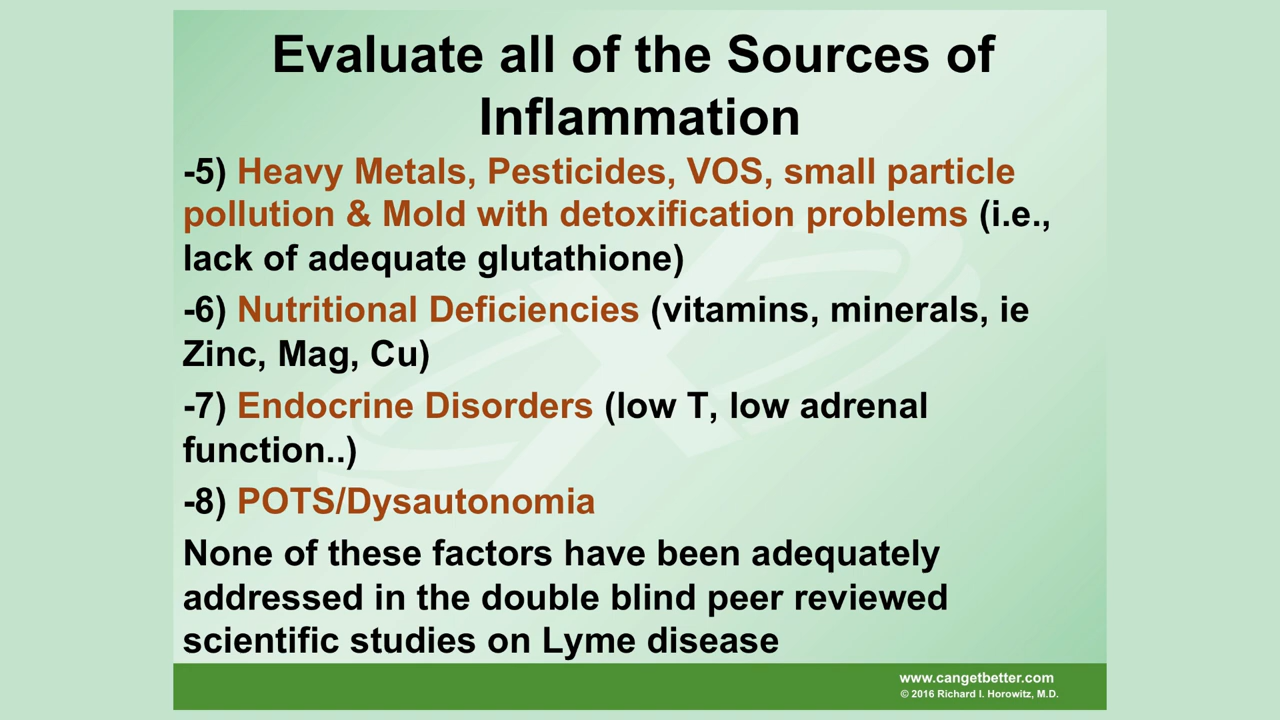 Evaluate all of the Sources of
Inflammation
-5) Heavy Metals, Pesticides, VOS, small particle
pollution & Mold with detoxification problems (i.e.,
lack of adequate glutathione)
-6) Nutritional Deficiencies (vitamins, minerals, ie
Zinc, Mag, Cu)
-7) Endocrine Disorders (low T, low adrenal
function..)
-8) POTS/Dysautonomia
None of these factors have been adequately
addressed in the double blind peer reviewed
scientific studies on Lyme disease
www.cangetbetter.com
© 2016 Richard I. Horowitz, M.D.